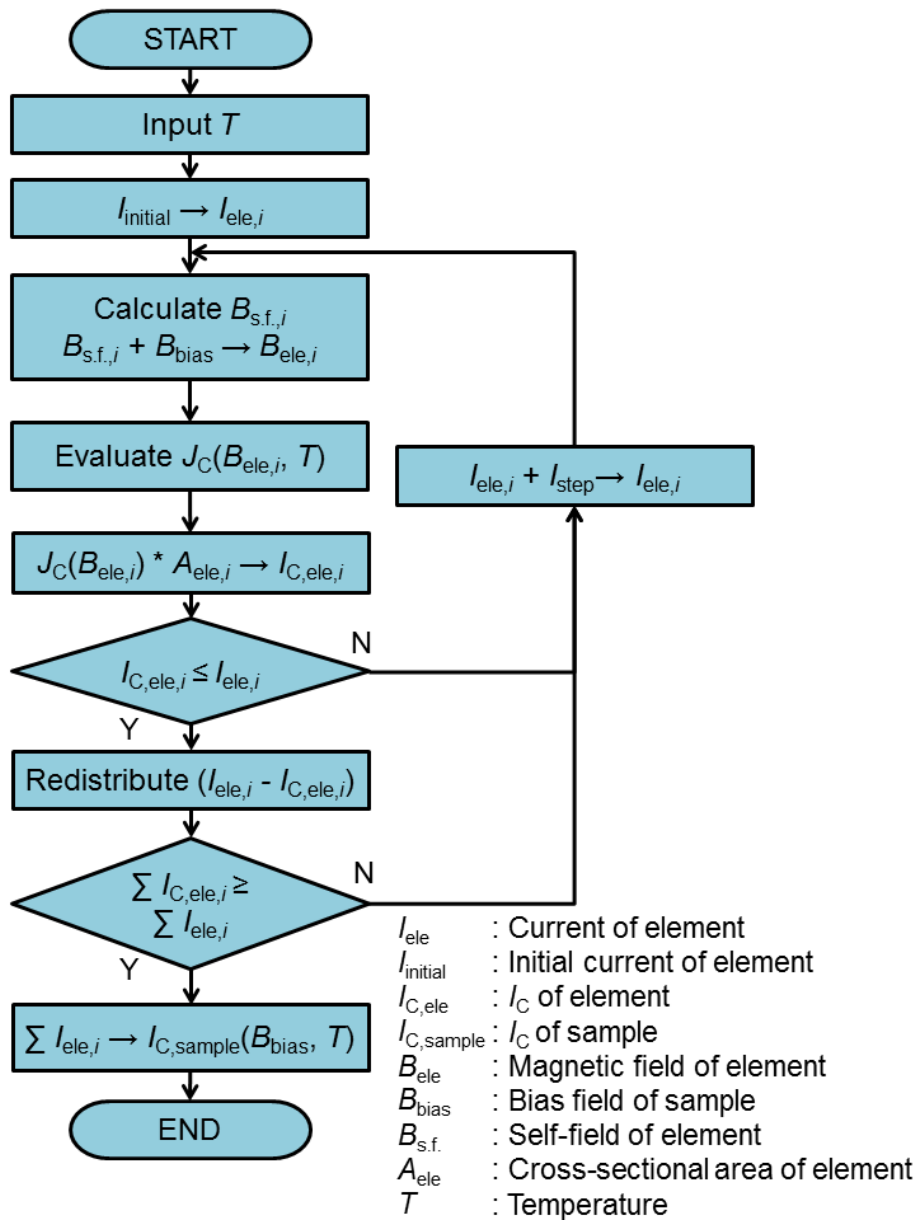 START
Input T
I_initial → I_ele,i
Calculate B_s.f.,i
B_s.f.,i + B_bias → B_ele,i
Evaluate J_C(B_ele,i, T)
I_ele,i + I_step → I_ele,i
J_C(B_ele,i) * A_ele,i → I_C,ele,i
N
I_C,ele,i ≤ I_ele,i
Y
Redistribute (I_ele,i - I_C,ele,i)
N
∑ I_C,ele,i ≥
∑ I_ele,i
Y
∑ I_ele,i → I_C,sample(B_bias, T)
END
I_ele : Current of element
I_initial : Initial current of element
I_C,ele : I_C of element
I_C,sample : I_C of sample
B_ele : Magnetic field of element
B_bias : Bias field of sample
B_s.f. : Self-field of element
A_ele : Cross-sectional area of element
T : Temperature